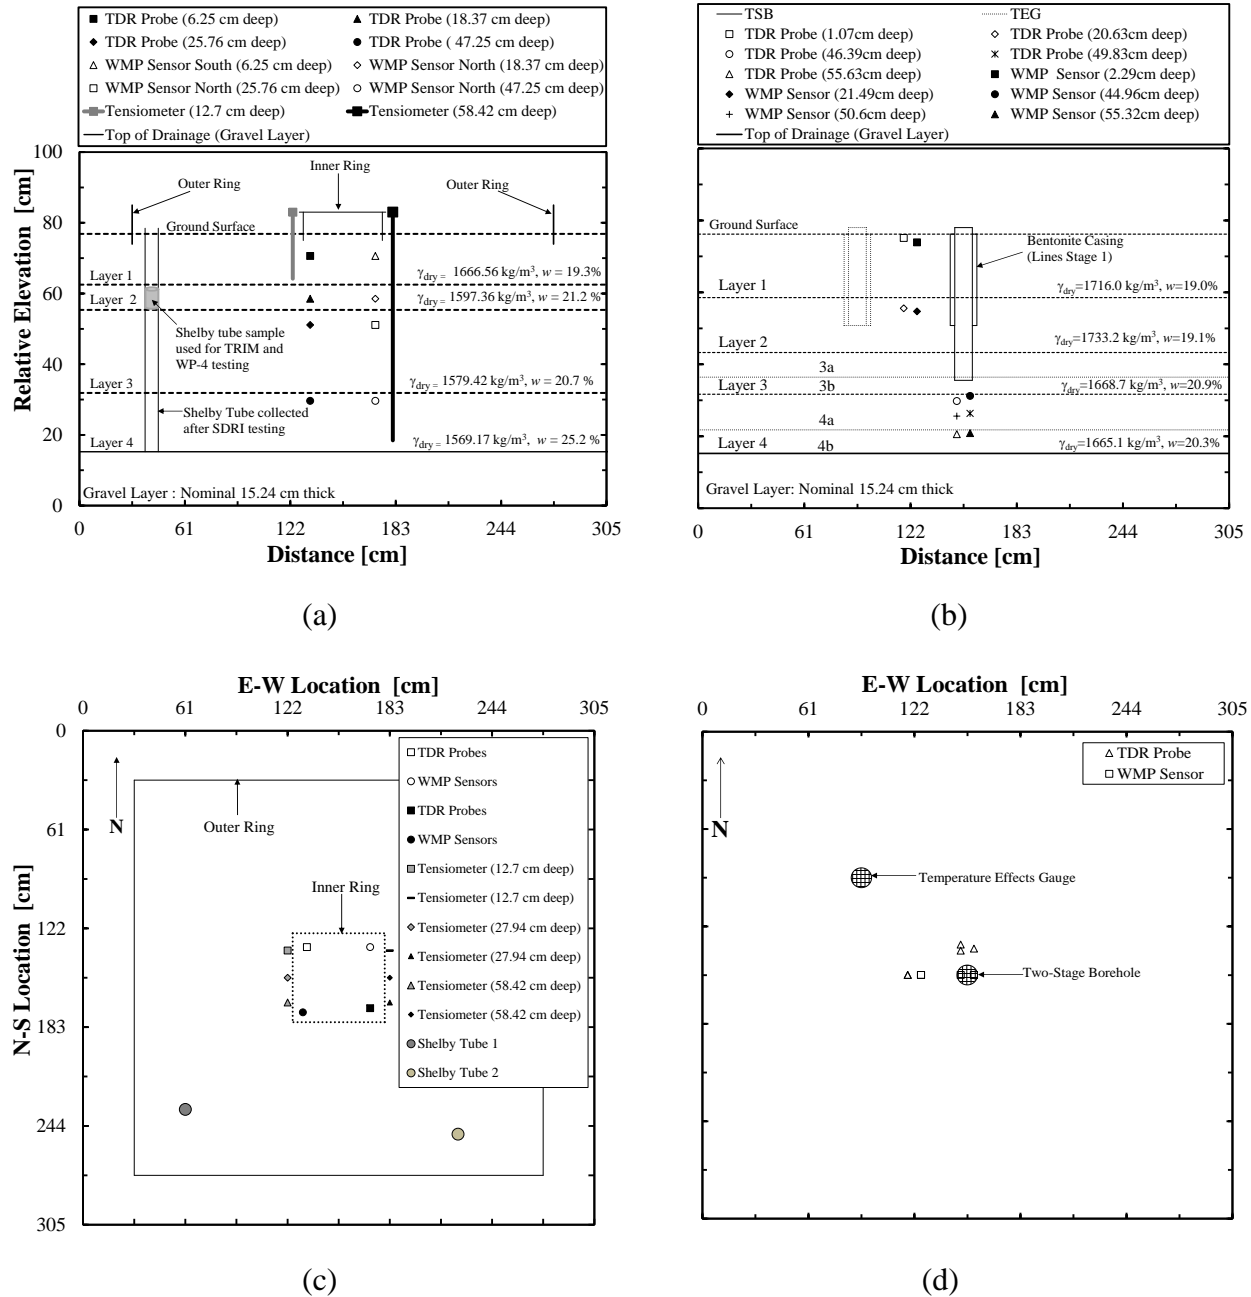 TDR Probe (6.25 cm deep) TDR Probe (18.37 cm deep)
TDR Probe (25.76 cm deep) TDR Probe ( 47.25 cm deep)
WMP Sensor South (6.25 cm deep) WMP Sensor North (18.37 cm deep)
WMP Sensor North (25.76 cm deep) WMP Sensor North (47.25 cm deep)
Tensiometer (12.7 cm deep) Tensiometer (58.42 cm deep)
Top of Drainage (Gravel Layer)
Relative Elevation [cm]
100
80
60
40
20
0
Inner Ring
Outer Ring
Outer Ring
Ground Surface
Layer 1
γdry = 1666.56 kg/m3, w = 19.3%
Layer 2
γdry = 1597.36 kg/m3, w = 21.2 %
Shelby tube sample
used for TRIM and
WP-4 testing
Layer 3
γdry = 1579.42 kg/m3, w = 20.7 %
Shelby Tube collected
after SDRI testing
Layer 4
γdry = 1569.17 kg/m3, w = 25.2 %
Gravel Layer : Nominal 15.24 cm thick
0 61 122 183 244 305
Distance [cm]
(a)
TSB TEG
TDR Probe (1.07cm deep) TDR Probe (20.63cm deep)
TDR Probe (46.39cm deep) TDR Probe (49.83cm deep)
TDR Probe (55.63cm deep) WMP Sensor (2.29cm deep)
WMP Sensor (21.49cm deep) WMP Sensor (44.96cm deep)
WMP Sensor (50.6cm deep) WMP Sensor (55.32cm deep)
Top of Drainage (Gravel Layer)
Ground Surface
Bentonite Casing
(Lines Stage 1)
Layer 1
γdry=1716.0 kg/m3, w=19.0%
Layer 2
γdry=1733.2 kg/m3, w=19.1%
3a
Layer 3
3b
γdry=1668.7 kg/m3, w=20.9%
4a
Layer 4
4b
γdry=1665.1 kg/m3, w=20.3%
Gravel Layer: Nominal 15.24 cm thick
0 61 122 183 244 305
Distance [cm]
(b)
E-W Location [cm]
0 61 122 183 244 305
N-S Location [cm]
0
61
122
183
244
305
N
Outer Ring
Inner Ring
TDR Probes
WMP Sensors
TDR Probes
WMP Sensors
Tensiometer (12.7 cm deep)
Tensiometer (12.7 cm deep)
Tensiometer (27.94 cm deep)
Tensiometer (27.94 cm deep)
Tensiometer (58.42 cm deep)
Tensiometer (58.42 cm deep)
Shelby Tube 1
Shelby Tube 2
(c)
E-W Location [cm]
0 61 122 183 244 305
TDR Probe
WMP Sensor
N
Temperature Effects Gauge
Two-Stage Borehole
(d)